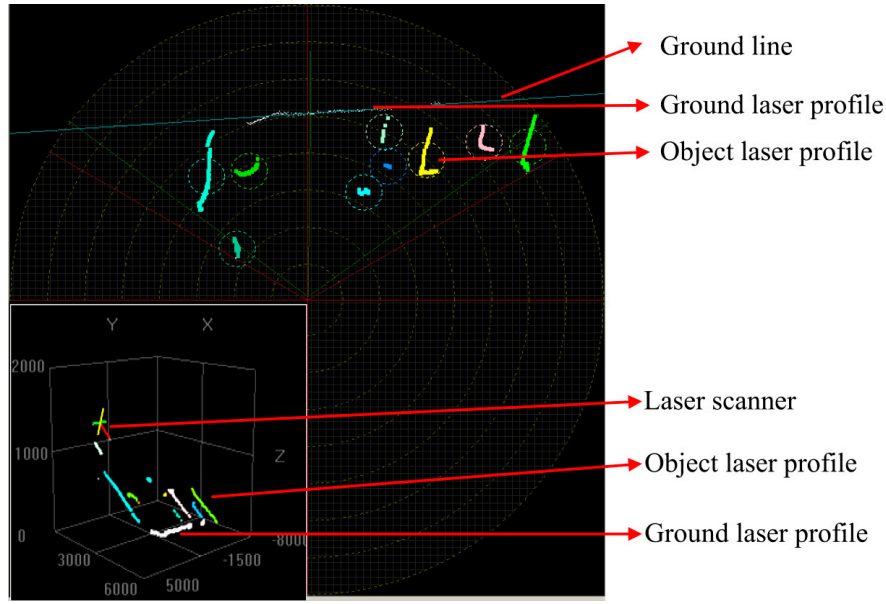 Ground line
Ground laser profile
Object laser profile
Y X
2000
Laser scanner
1000
Z
Object laser profile
0
Ground laser profile
3000
-1500
-8000
6000
5000